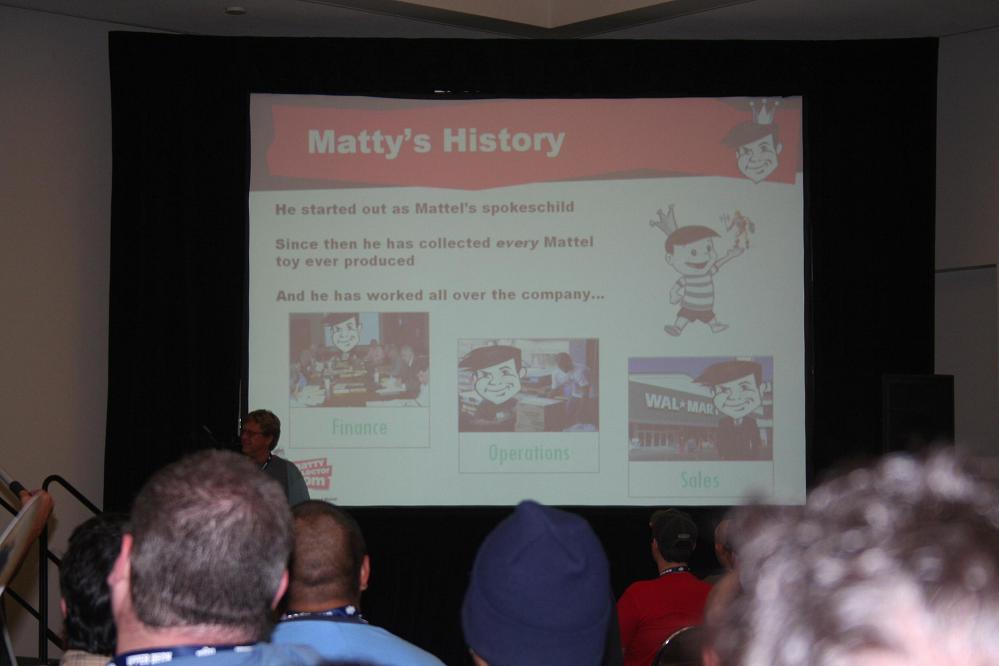 Matty's History
He started out as Mattel's spokeschild
Since then he has collected every Mattel
toy ever produced
And he has worked all over the company...
WAL★MAR
Finance
Operations
Sales
MATTY